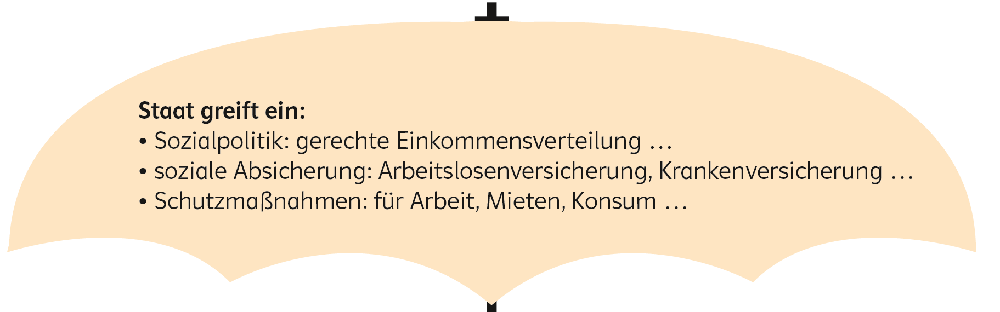 Staat greift ein:
• Sozialpolitik: gerechte Einkommensverteilung …
• soziale Absicherung: Arbeitslosenversicherung, Krankenversicherung …
• Schutzmaßnahmen: für Arbeit, Mieten, Konsum …